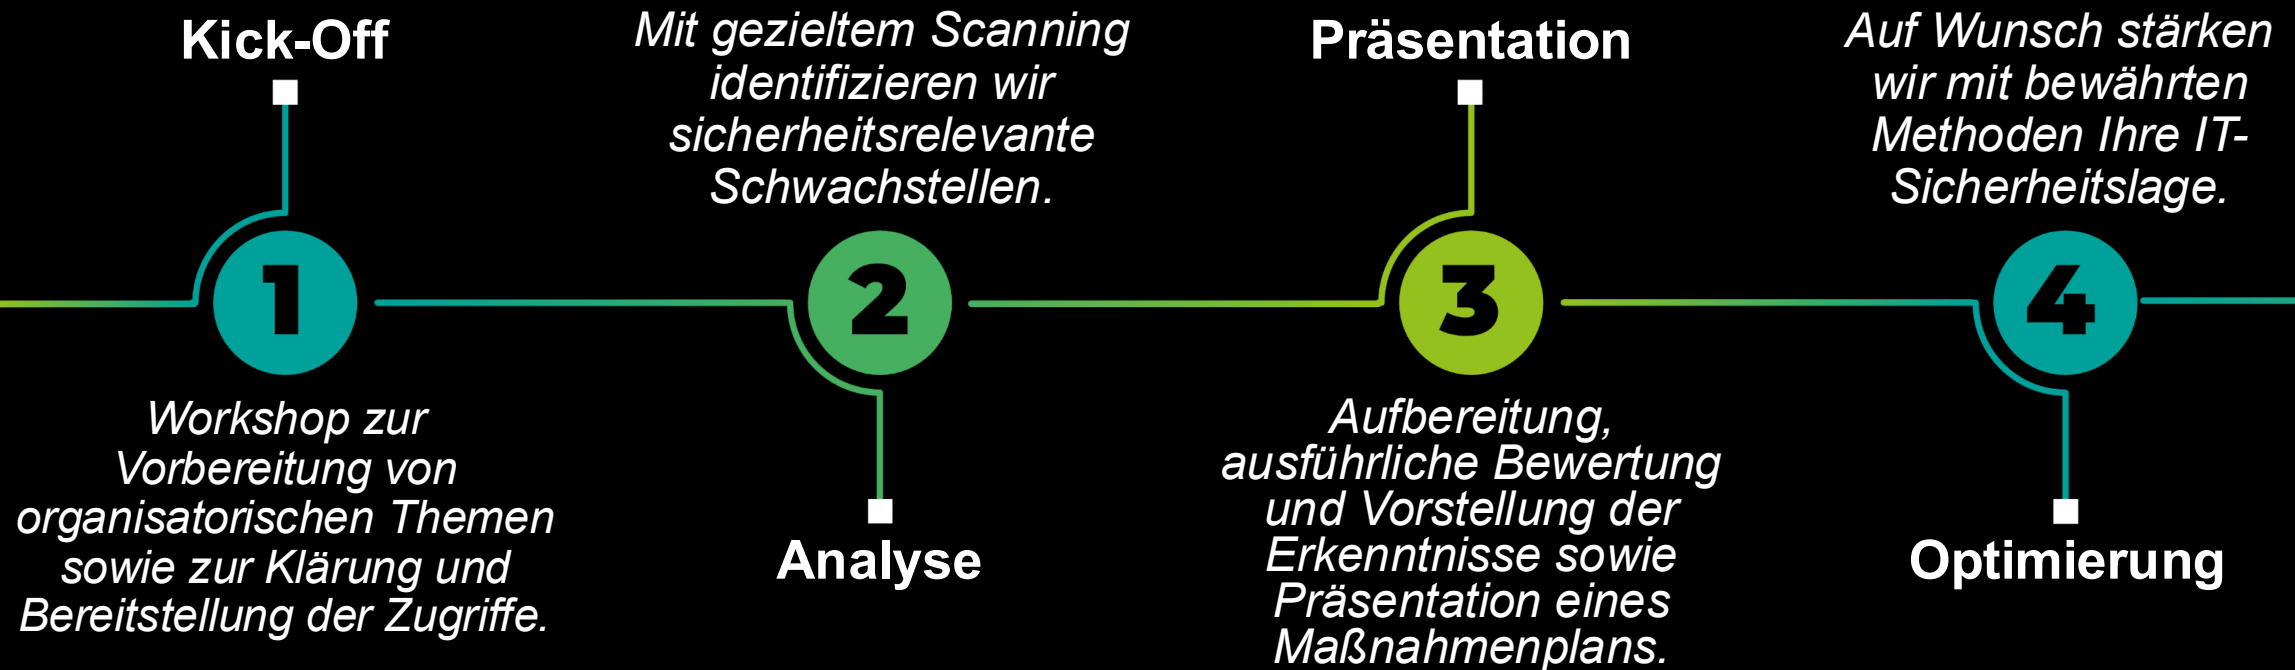 Kick-Off
1
Workshop zur
Vorbereitung von
organisatorischen Themen
sowie zur Klärung und
Bereitstellung der Zugriffe.
Mit gezieltem Scanning
identifizieren wir
sicherheitsrelevante
Schwachstellen.
2
Analyse
Präsentation
3
Aufbereitung,
ausführliche Bewertung
und Vorstellung der
Erkenntnisse sowie
Präsentation eines
Maßnahmenplans.
Auf Wunsch stärken
wir mit bewährten
Methoden Ihre IT-
Sicherheitslage.
4
Optimierung